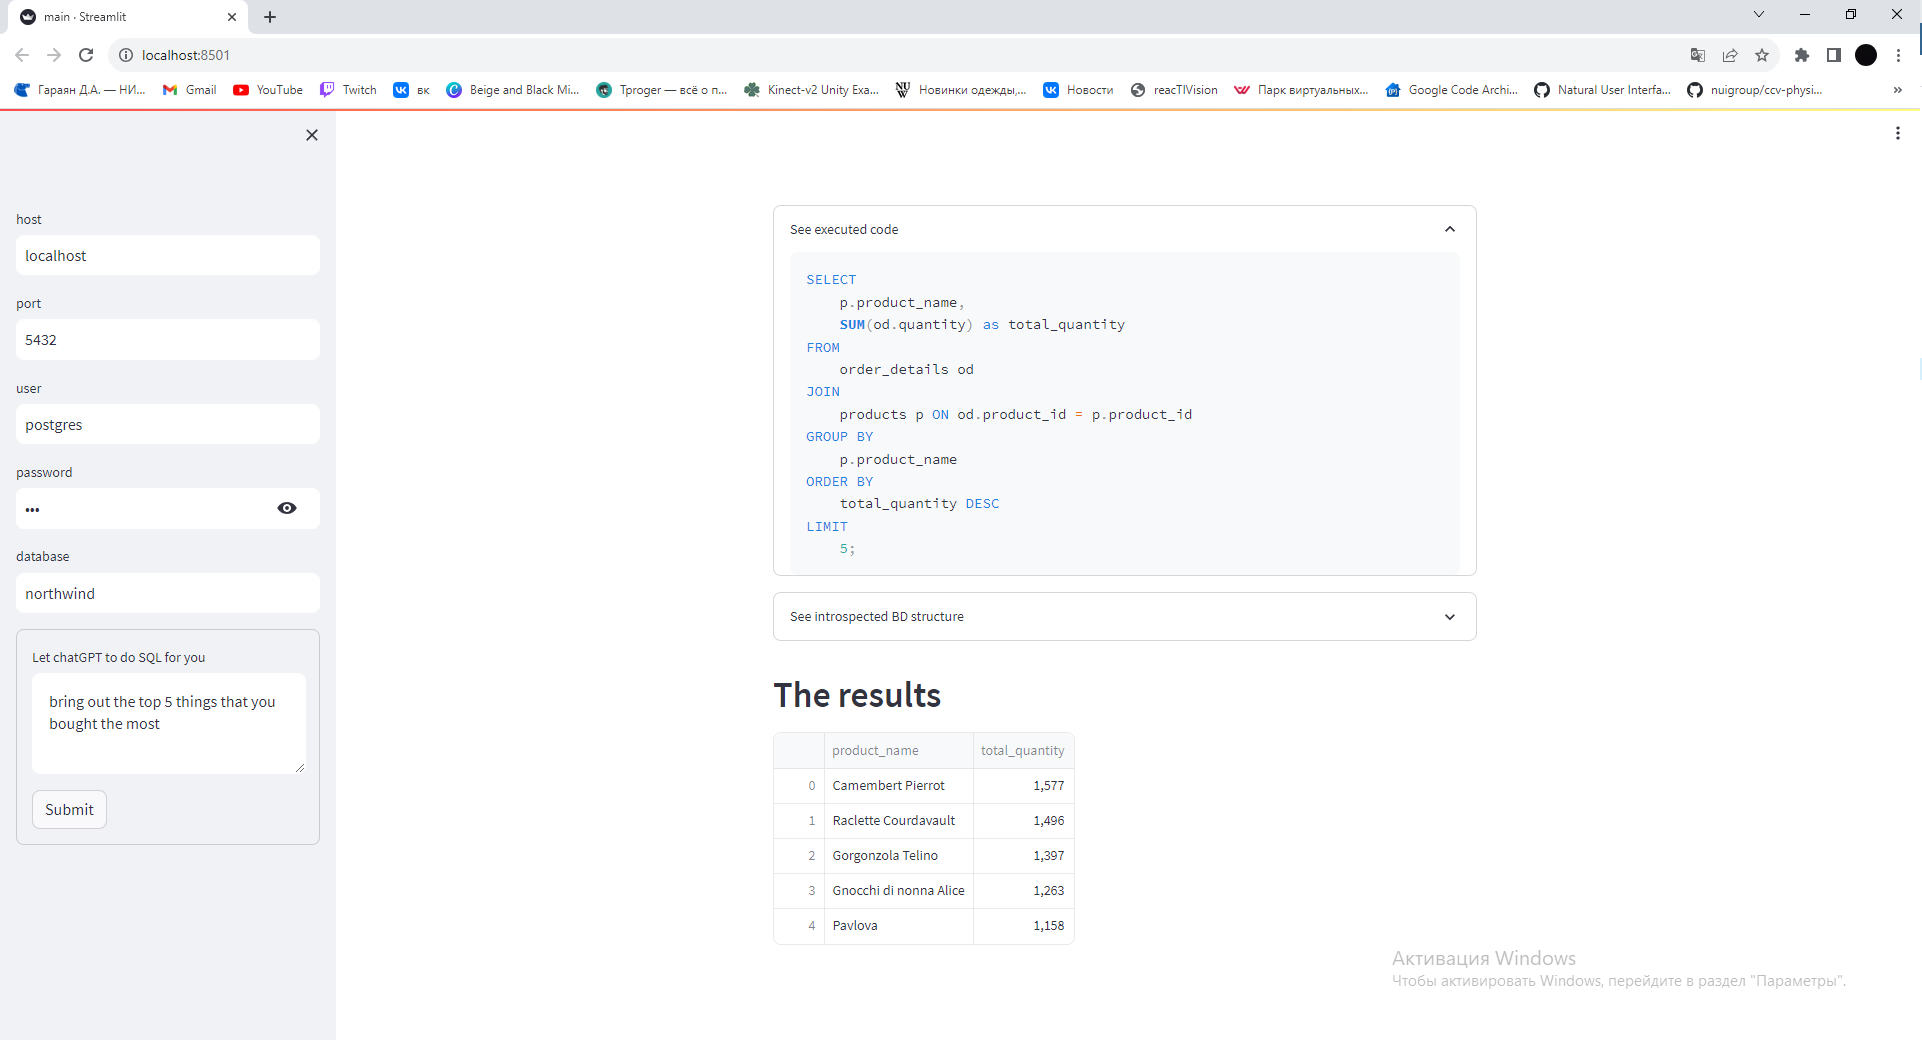 main · Streamlit
localhost:8501
Гараян Д.А. — НИ...
Gmail
YouTube
Twitch
вк
Beige and Black Mi...
Tproger — всё о п...
Kinect-v2 Unity Exa...
Новинки одежды,...
Новости
reacTIVision
Парк виртуальных...
Google Code Archi...
Natural User Interfa...
nuigroup/ccv-physi...
»
host
localhost
port
5432
user
postgres
password
•••
database
northwind
Let chatGPT to do SQL for you
bring out the top 5 things that you
bought the most
Submit
See executed code
SELECT
p.product_name,
SUM(od.quantity) as total_quantity
FROM
order_details od
JOIN
products p ON od.product_id = p.product_id
GROUP BY
p.product_name
ORDER BY
total_quantity DESC
LIMIT
5;
See introspected BD structure
The results
product_name total_quantity
0 Camembert Pierrot 1,577
1 Raclette Courdavault 1,496
2 Gorgonzola Telino 1,397
3 Gnocchi di nonna Alice 1,263
4 Pavlova 1,158
Активация Windows
Чтобы активировать Windows, перейдите в раздел "Параметры".